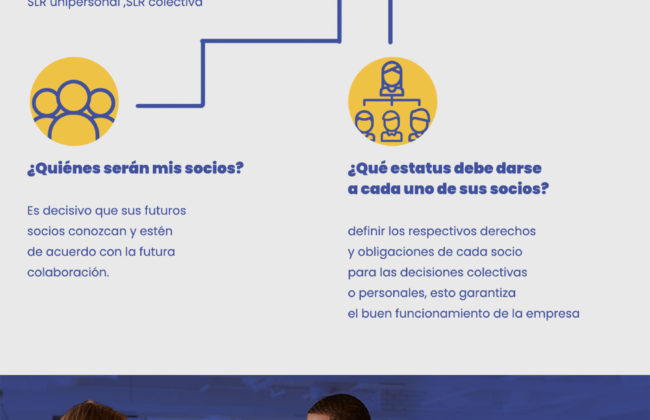 SLR unipersonal ,SLR colectiva
¿Quiénes serán mis socios?
Es decisivo que sus futuros
socios conozcan y estén
de acuerdo con la futura
colaboración.
¿Qué estatus debe darse
a cada uno de sus socios?
definir los respectivos derechos
y obligaciones de cada socio
para las decisiones colectivas
o personales, esto garantiza
el buen funcionamiento de la empresa